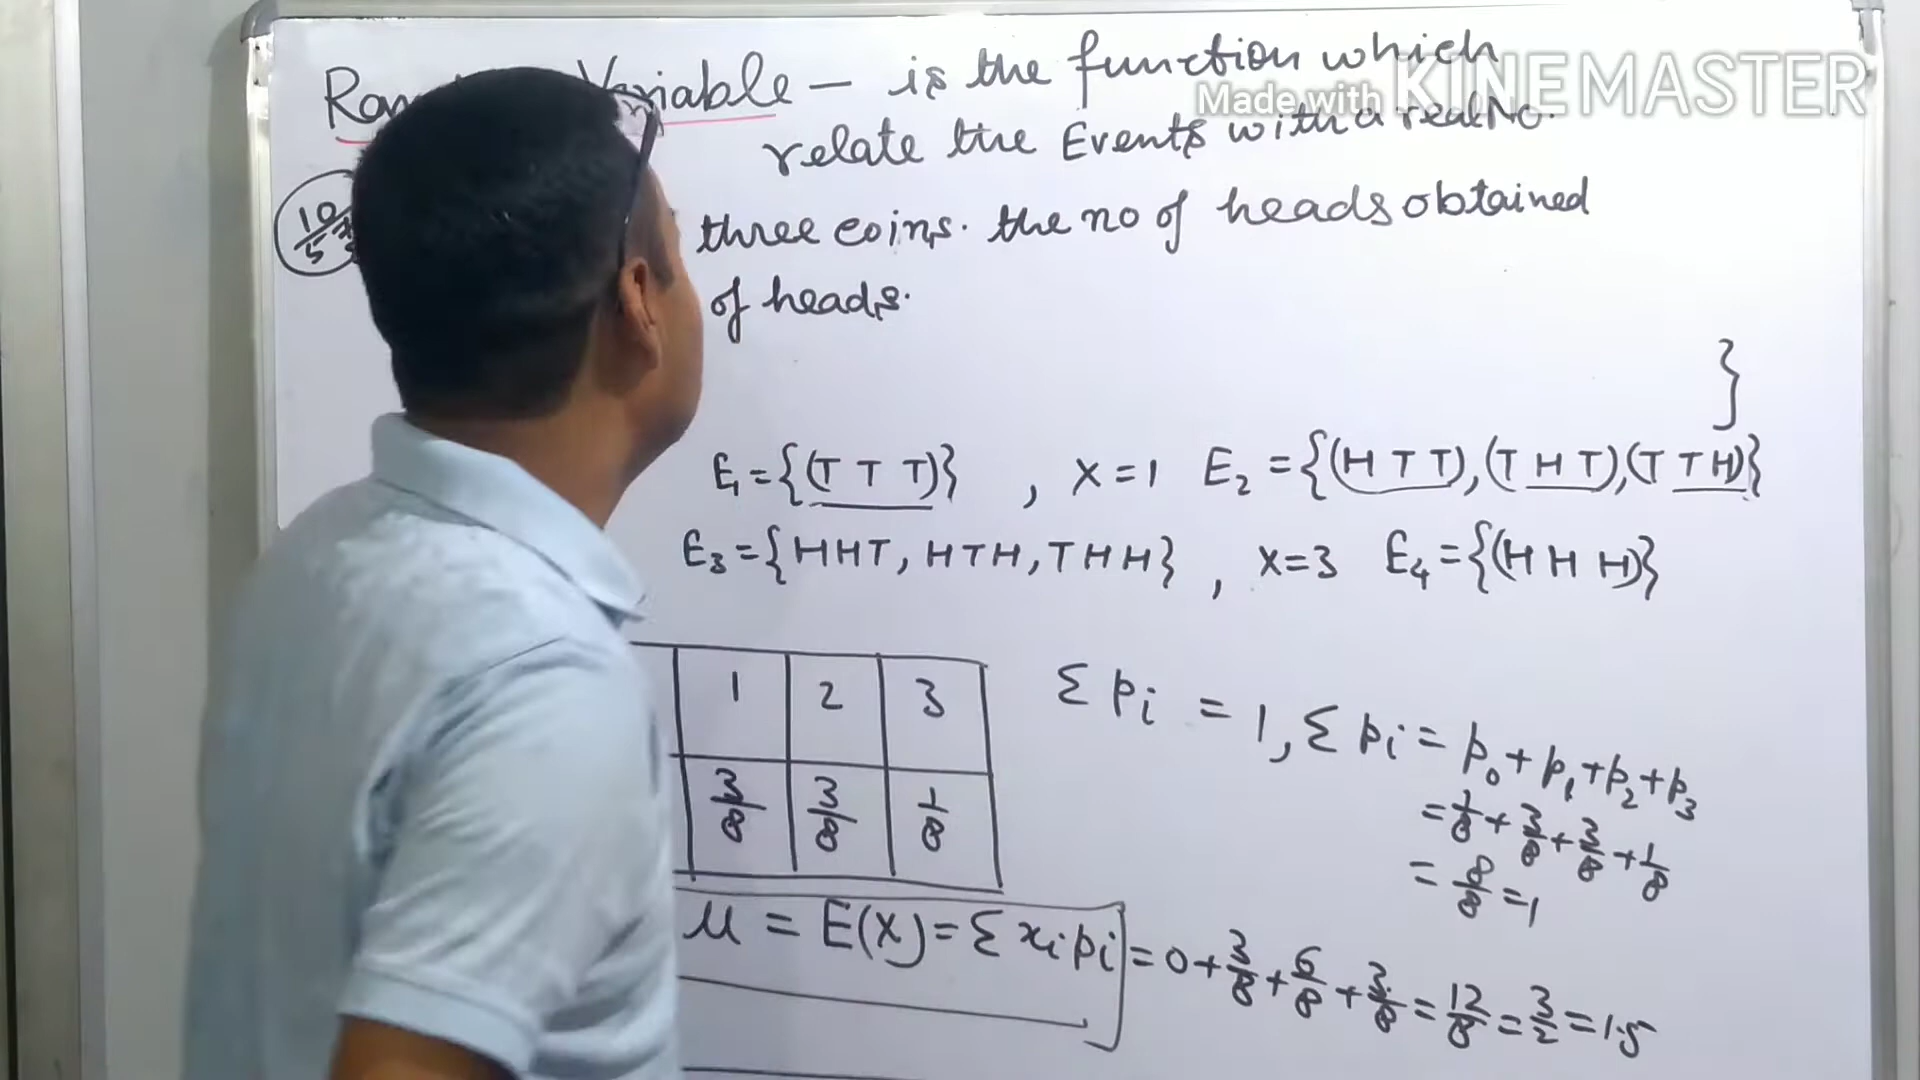 Variable — is the function which
Made with KINEMASTER
relate the Events with a real No.
10/5
three coins. the no of heads obtained
of heads.
}
E1 = {(T T T)} , X = 1 E2 = {(H T T), (T H T), (T T H)}
E3 = {HHT, HTH, THH} , X = 3 E4 = {(H H H)}
1 2 3
3/8 3/8 1/8
Σ pi = 1, Σ pi = p0 + p1 + p2 + p3
= 1/8 + 3/8 + 3/8 + 1/8
= 8/8 = 1
μ = E(X) = Σ xi pi = 0 + 3/8 + 6/8 + 3/8 = 12/8 = 3/2 = 1.5